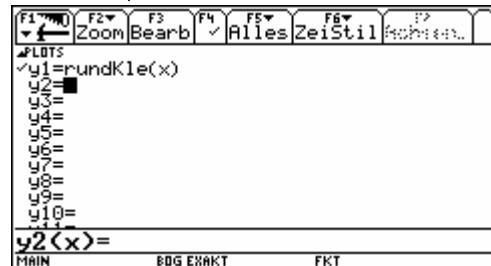 F1 F2 Zoom F3 Bearb F4 ✓ F5 Alles F6 ZeiStil
PLOTS
✓y1=rundKle(x)
y2=
y3=
y4=
y5=
y6=
y7=
y8=
y9=
y10=
y11=
y2(x)=
MAIN BOG EXAKT FKT